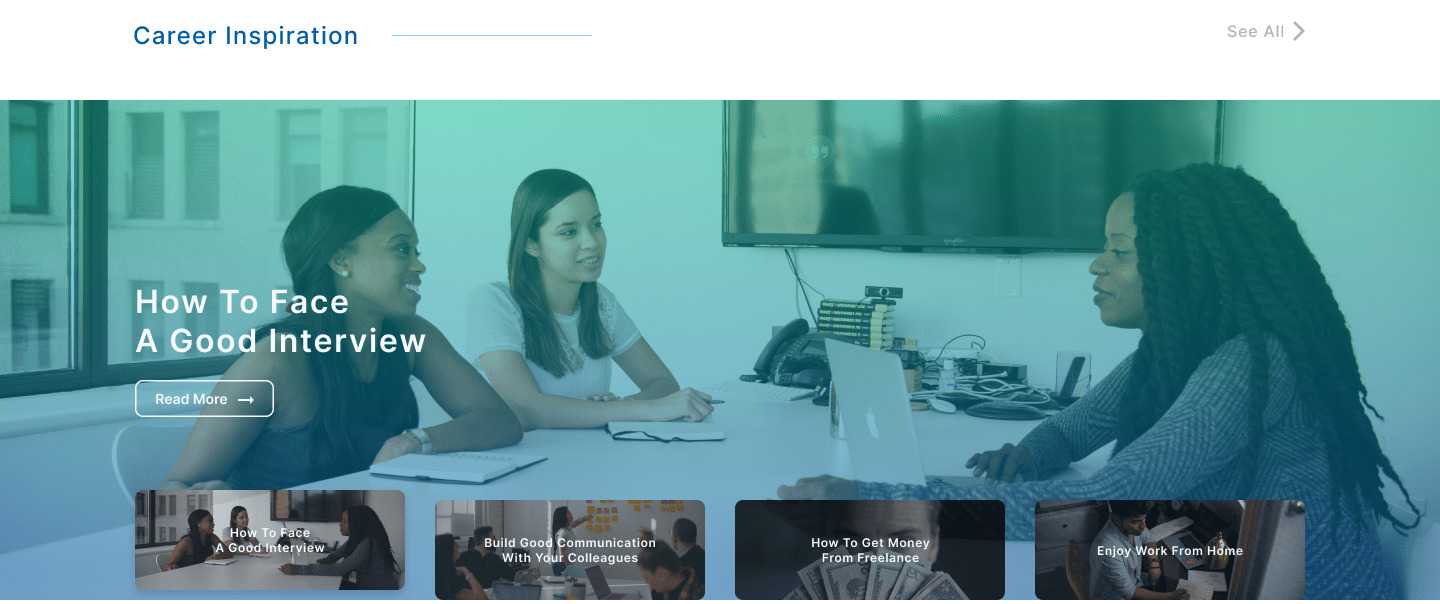 Career Inspiration
See All
How To Face
A Good Interview
Read More
How To Face
A Good Interview
Build Good Communication
With Your Colleagues
How To Get Money
From Freelance
Enjoy Work From Home